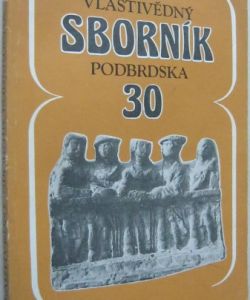 VLASTIVĚDNÝ
SBORNÍK
PODBRDSKA
30